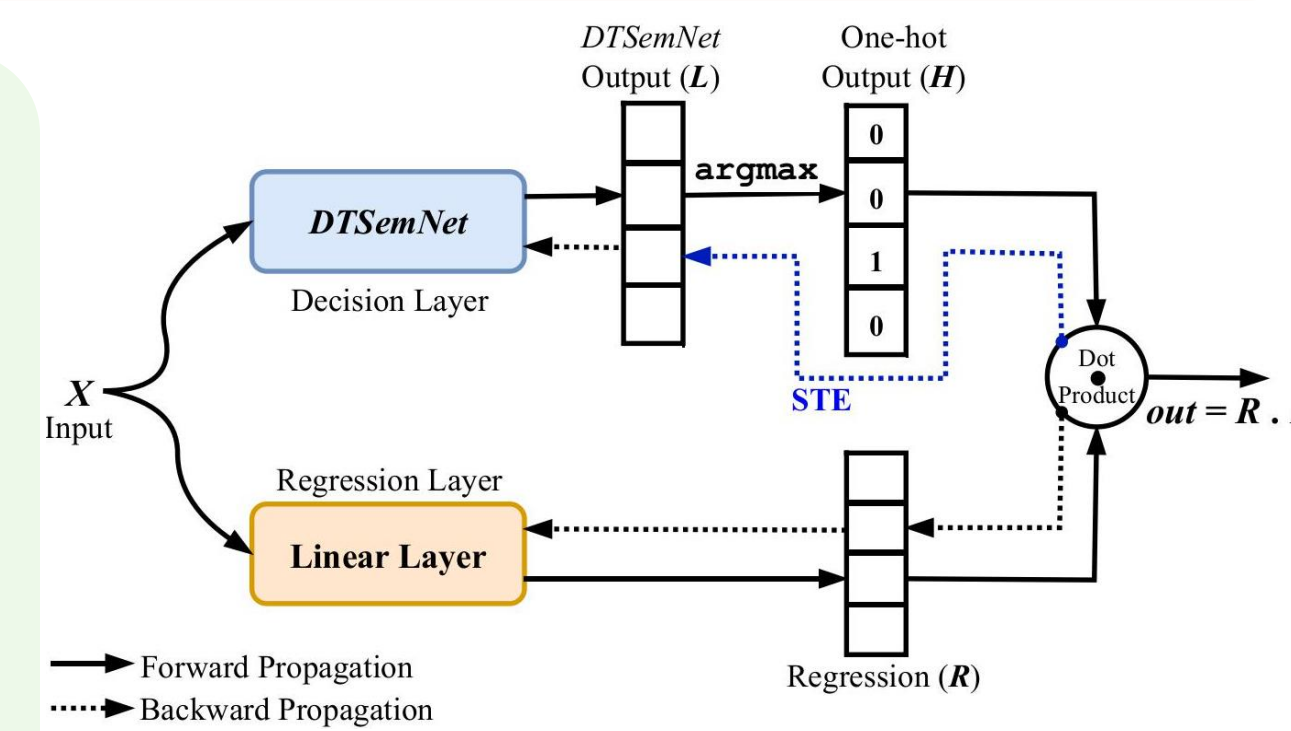 DTSemNet
Output (L)
One-hot
Output (H)
0
0
1
0
argmax
DTSemNet
Decision Layer
STE
X
Input
Dot
Product
out = R .
Regression Layer
Linear Layer
Regression (R)
Forward Propagation
Backward Propagation